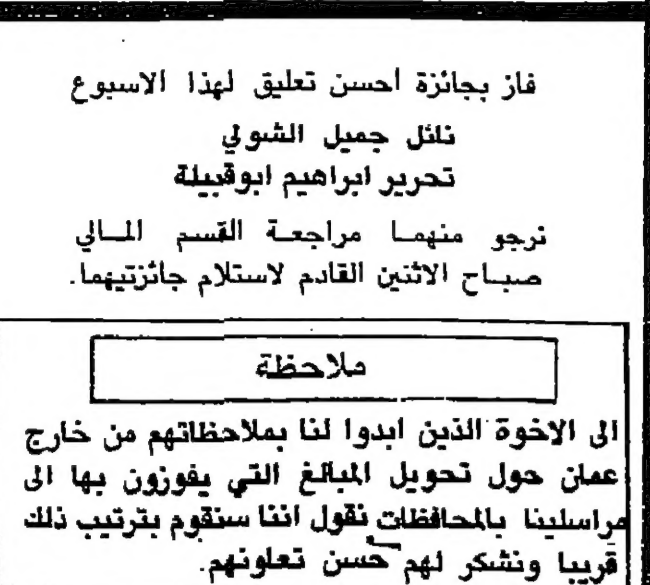 فاز بجائزة احسن تعليق لهذا الاسبوع
نائل جميل الشولي
تحرير ابراهيم ابوقبيلة
نرجو منهما مراجعة القسم المالي
صباح الاثنين القادم لاستلام جائزتيهما.
ملاحظة
الى الاخوة الذين ابدوا لنا بملاحظاتهم من خارج
عمان حول تحويل المبالغ التي يفوزون بها الى
مراسلينا بالمحافظات نقول اننا سنقوم بترتيب ذلك
قريبا ونشكر لهم حسن تعاونهم.